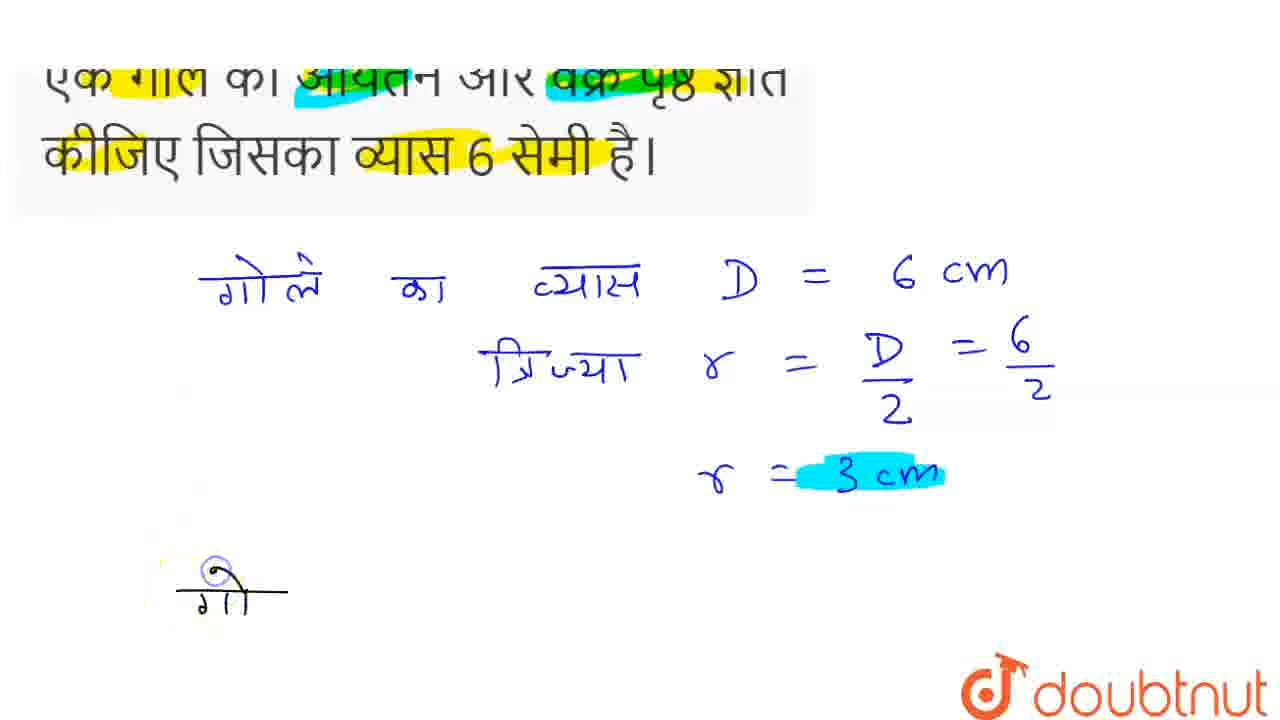 एक गोले का आयतन और वक्र पृष्ठ ज्ञात
कीजिए जिसका व्यास 6 सेमी है।
गोले का व्यास D = 6 cm
त्रिज्या r = D/2 = 6/2
r = 3 cm
गो
doubtnut